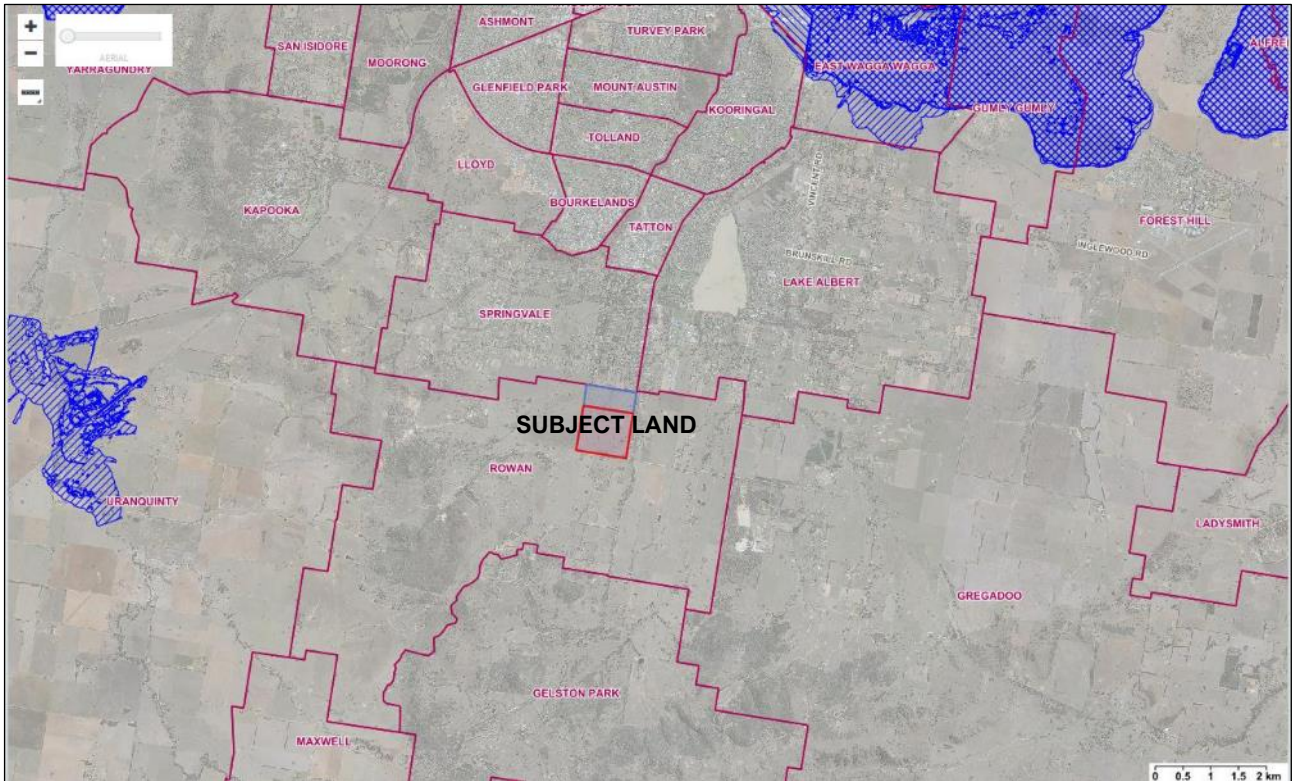 ASHMONT
TURVEY PARK
SAN ISIDORE
MOORONG
AERIAL
YARRAGUNDRY
EAST WAGGA WAGGA
GLENFIELD PARK
MOUNT AUSTIN
KOORINGAL
GUMLY GUMLY
TOLLAND
LLOYD
VINCENT RD
BOURKELANDS
KAPOOKA
TATTON
FOREST HILL
INGLEWOOD RD
BRUNSKILL RD
LAKE ALBERT
SPRINGVALE
SUBJECT LAND
ROWAN
URANQUINTY
LADYSMITH
GREGADOO
GELSTON PARK
MAXWELL
0 0.5 1 1.5 2 km